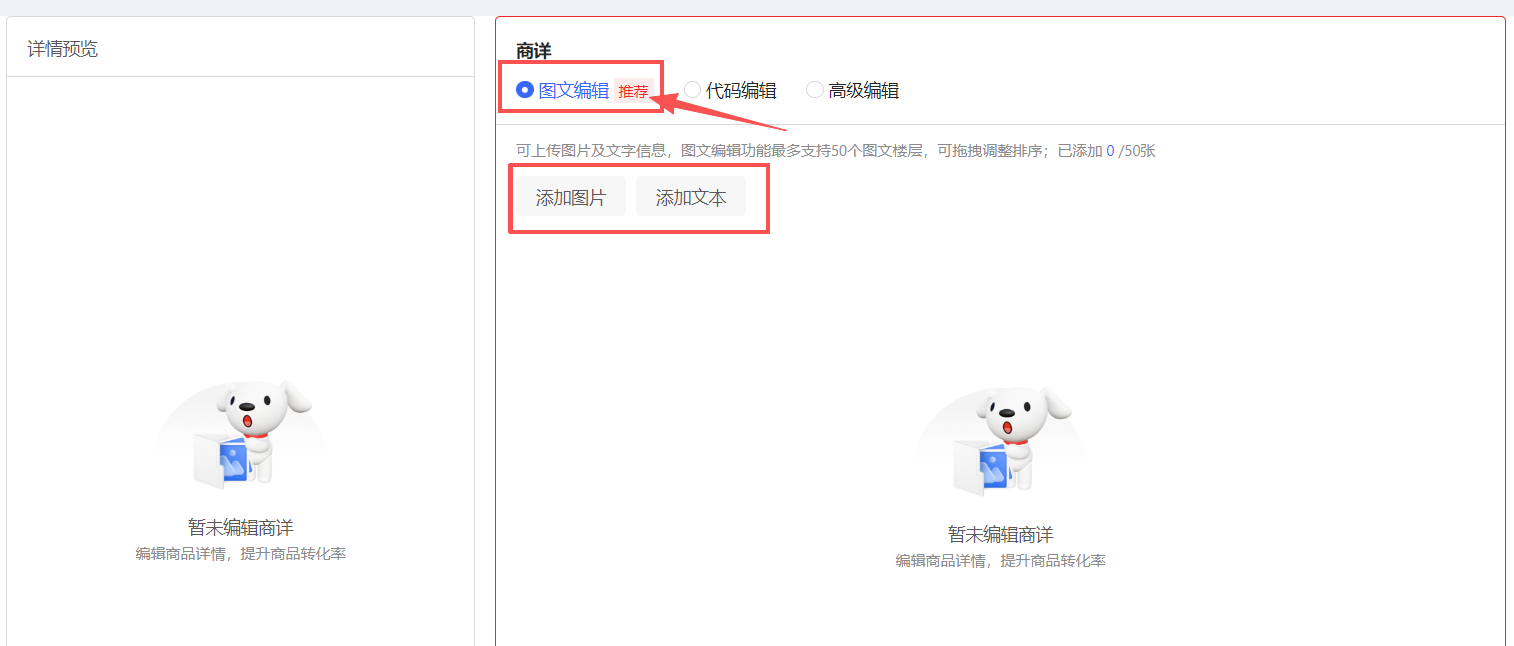 详情预览
商详
图文编辑 推荐 代码编辑 高级编辑
可上传图片及文字信息，图文编辑功能最多支持50个图文楼层，可拖拽调整排序；已添加 0 /50张
添加图片 添加文本
暂未编辑商详
编辑商品详情，提升商品转化率
暂未编辑商详
编辑商品详情，提升商品转化率